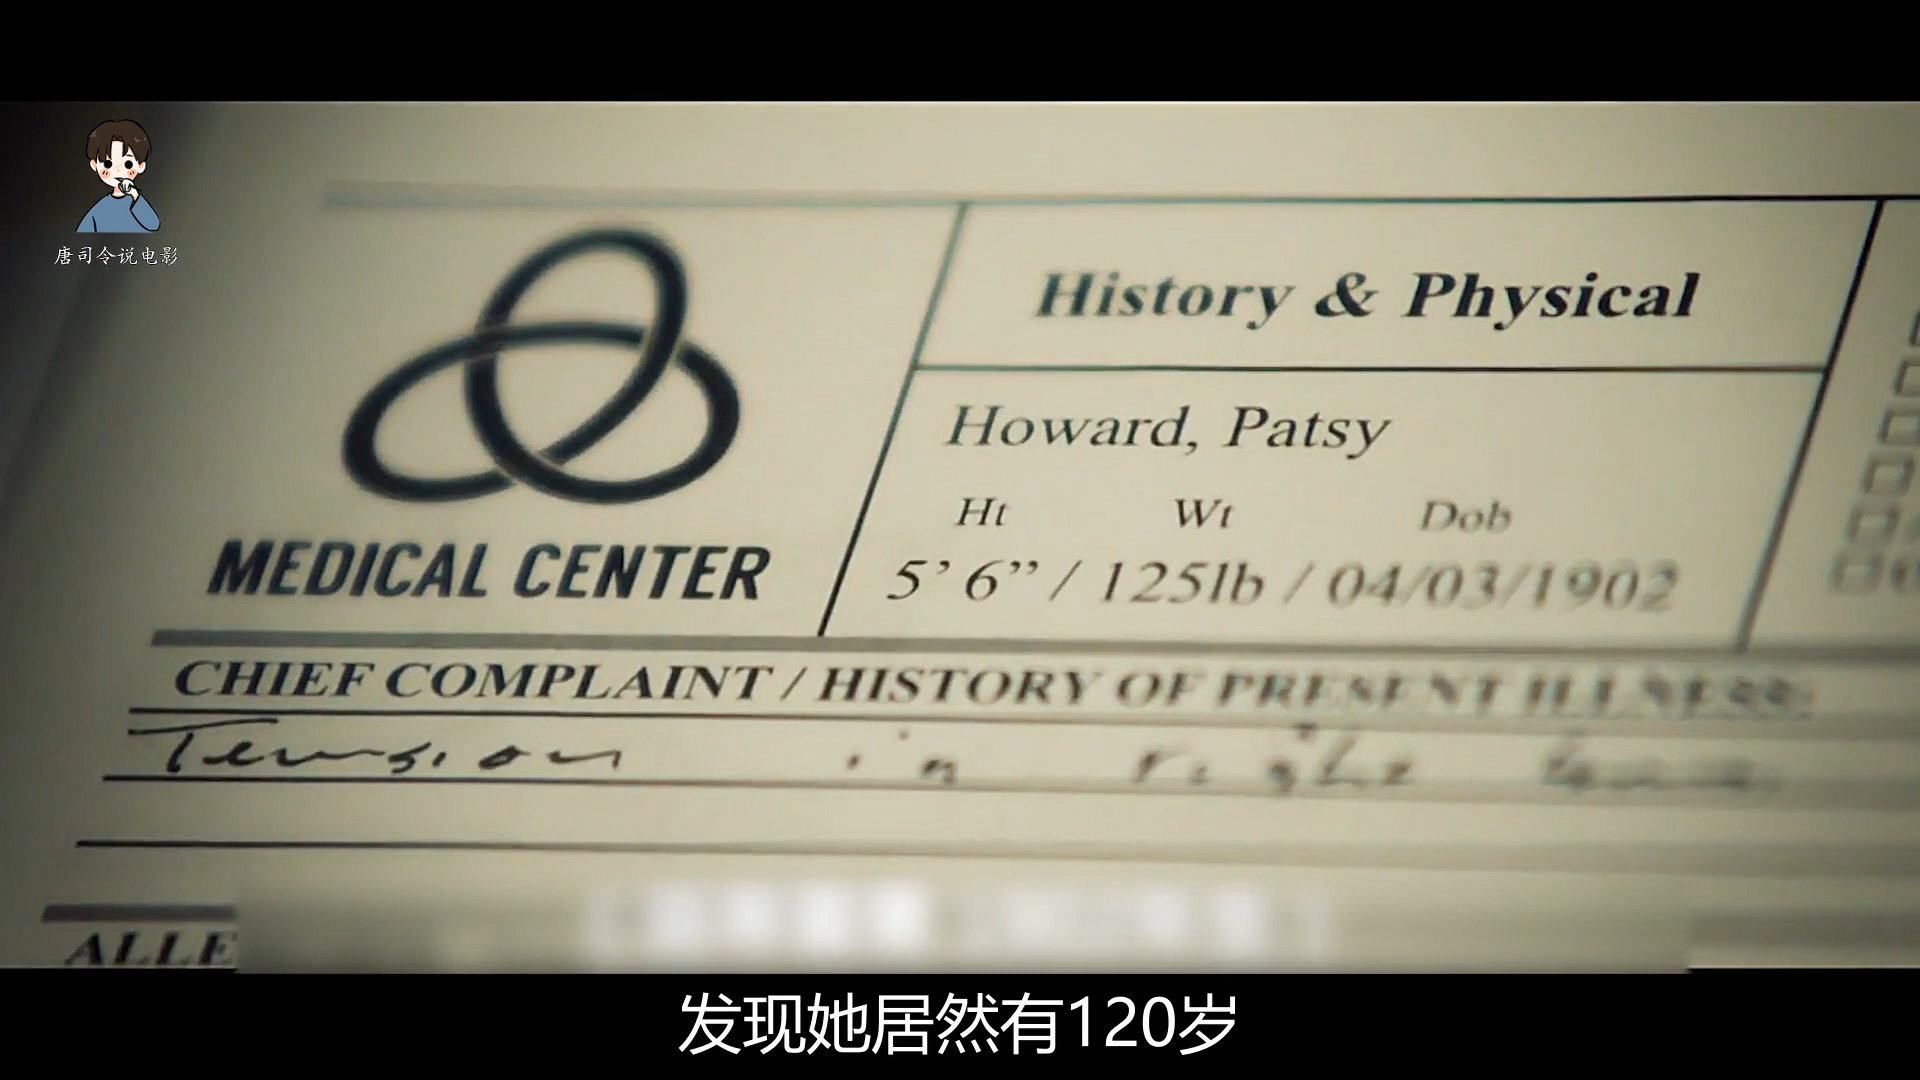 唐司令说电影
History & Physical
Howard, Patsy
Ht Wt Dob
5’ 6” / 125lb / 04/03/1902
MEDICAL CENTER
CHIEF COMPLAINT / HISTORY OF PRESENT ILLNESS:
Tension in right
ALLE
发现她居然有120岁